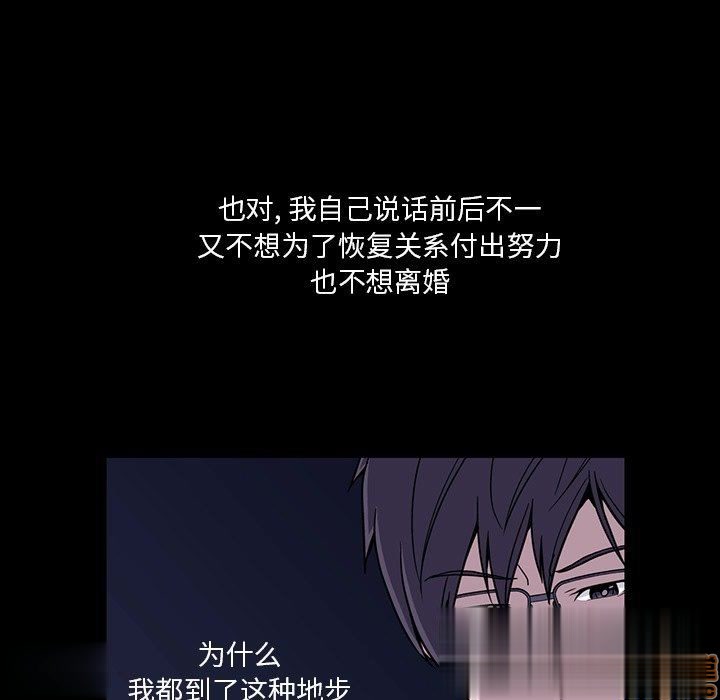 也对, 我自己说话前后不一
又不想为了恢复关系付出努力
也不想离婚
为什么
我都到了这种地步